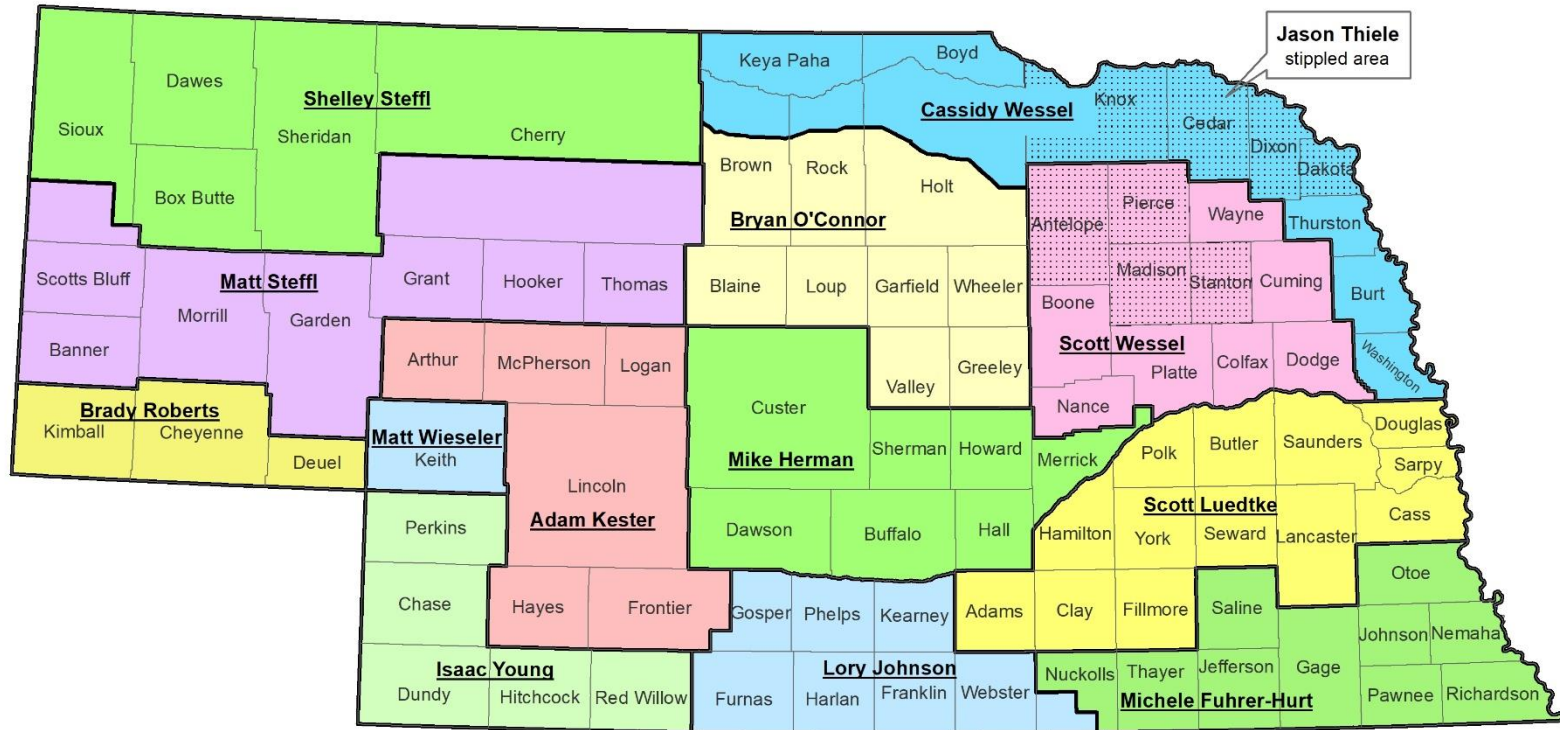 Jason Thiele
stippled area
Keya Paha
Boyd
Dawes
Shelley Steffl
Cassidy Wessel
Knox
Cedar
Sioux
Sheridan
Cherry
Dixon
Dakota
Brown
Rock
Holt
Box Butte
Pierce
Wayne
Thurston
Bryan O'Connor
Antelope
Scotts Bluff
Matt Steffl
Grant
Hooker
Thomas
Blaine
Loup
Garfield
Wheeler
Madison
Stanton
Cuming
Burt
Boone
Morrill
Garden
Banner
Arthur
McPherson
Logan
Scott Wessel
Greeley
Valley
Platte
Colfax
Dodge
Washington
Nance
Brady Roberts
Kimball
Cheyenne
Deuel
Matt Wieseler
Keith
Custer
Mike Herman
Sherman
Howard
Merrick
Polk
Butler
Saunders
Douglas
Sarpy
Cass
Lincoln
Adam Kester
Scott Luedtke
Perkins
Dawson
Buffalo
Hall
Hamilton
York
Seward
Lancaster
Otoe
Chase
Hayes
Frontier
Gosper
Phelps
Kearney
Adams
Clay
Fillmore
Saline
Johnson
Nemaha
Isaac Young
Lory Johnson
Dundy
Hitchcock
Red Willow
Furnas
Harlan
Franklin
Webster
Nuckolls
Thayer
Jefferson
Gage
Pawnee
Richardson
Michele Fuhrer-Hurt